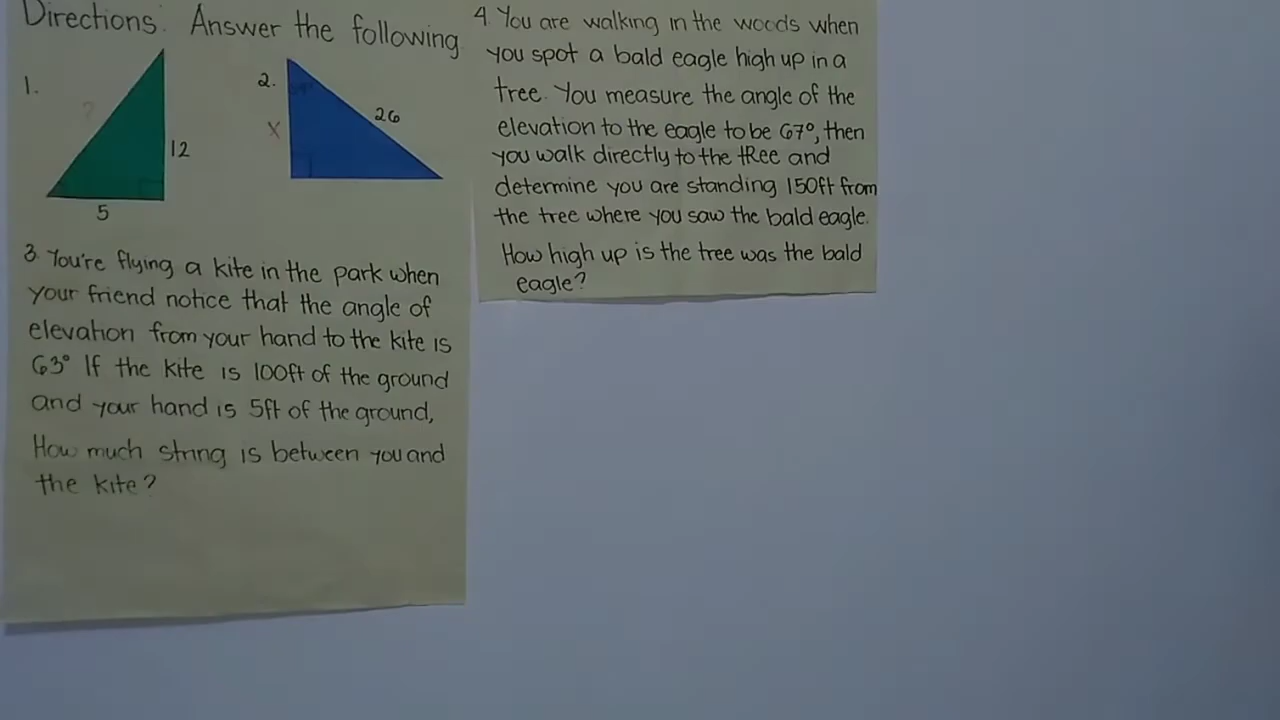 Directions: Answer the following
1.
?
12
5
2.
X
26
3. You're flying a kite in the park when
your friend notice that the angle of
elevation from your hand to the kite is
63° If the kite is 100ft of the ground
and your hand is 5ft of the ground,
How much string is between you and
the kite?
4. You are walking in the woods when
you spot a bald eagle high up in a
tree. You measure the angle of the
elevation to the eagle to be 67°, then
you walk directly to the tRee and
determine you are standing 150ft from
the tree where you saw the bald eagle.
How high up is the tree was the bald
eagle?